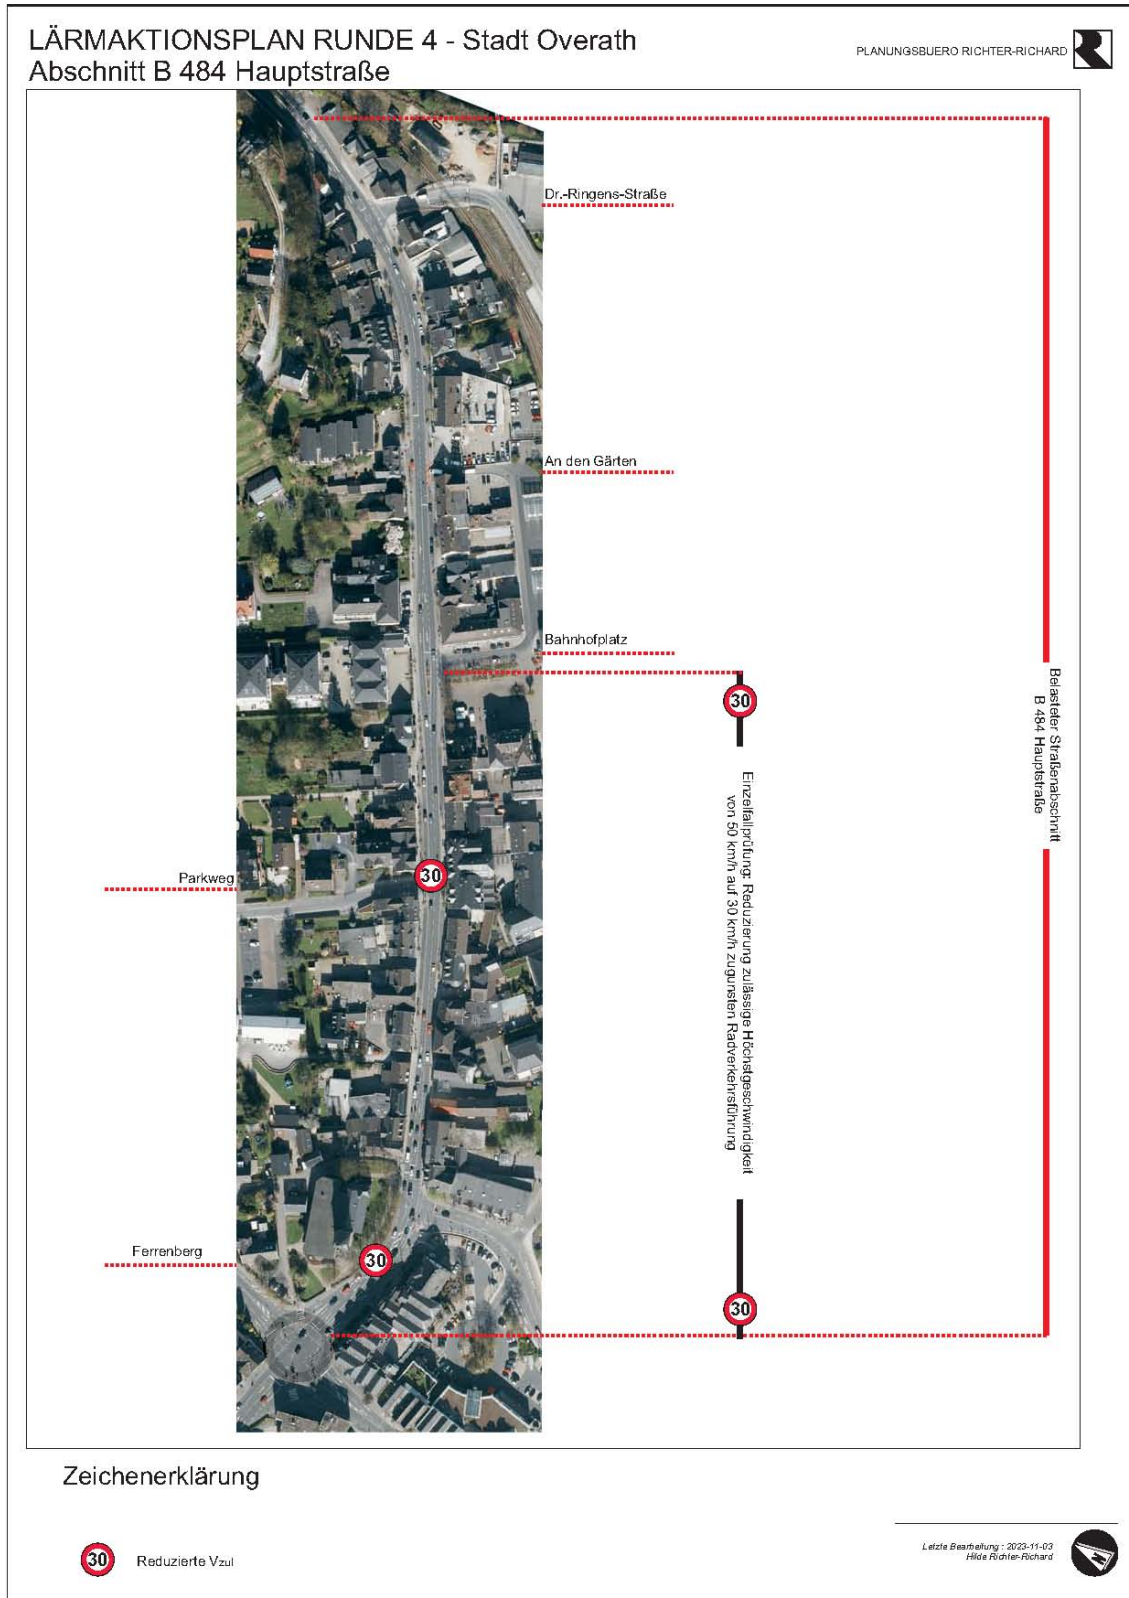 LÄRMAKTIONSPLAN RUNDE 4 - Stadt Overath
Abschnitt B 484 Hauptstraße
PLANUNGSBUERO RICHTER-RICHARD
Dr.-Ringens-Straße
An den Gärten
Bahnhofplatz
30
Belasteter Straßenabschnitt
B 484 Hauptstraße
Einzelfallprüfung: Reduzierung zulässige Höchstgeschwindigkeit
von 50 km/h auf 30 km/h zugunsten Radverkehrsführung
Parkweg
30
Ferrenberg
30
30
Zeichenerklärung
30 Reduzierte Vzul
Letzte Bearbeitung : 2023-11-03
Hilde Richter-Richard
N